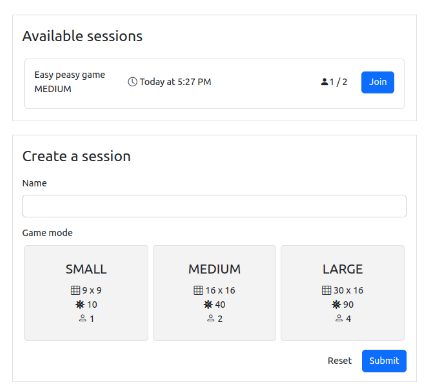 Available sessions
Easy peasy game
MEDIUM
Today at 5:27 PM
1 / 2
Join
Create a session
Name
Game mode
SMALL
9 x 9
10
1
MEDIUM
16 x 16
40
2
LARGE
30 x 16
90
4
Reset
Submit